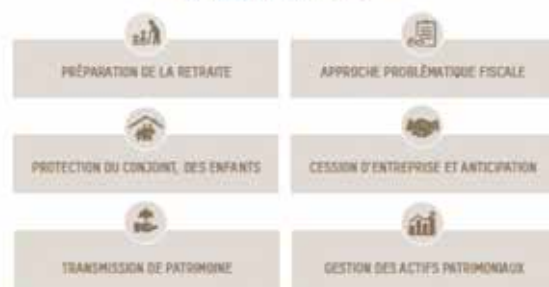 PRÉPARATION DE LA RETRAITE
APPROCHE PROBLÉMATIQUE FISCALE
PROTECTION DU CONJOINT, DES ENFANTS
CESSION D'ENTREPRISE ET ANTICIPATION
TRANSMISSION DE PATRIMOINE
GESTION DES ACTIFS PATRIMONIAUX